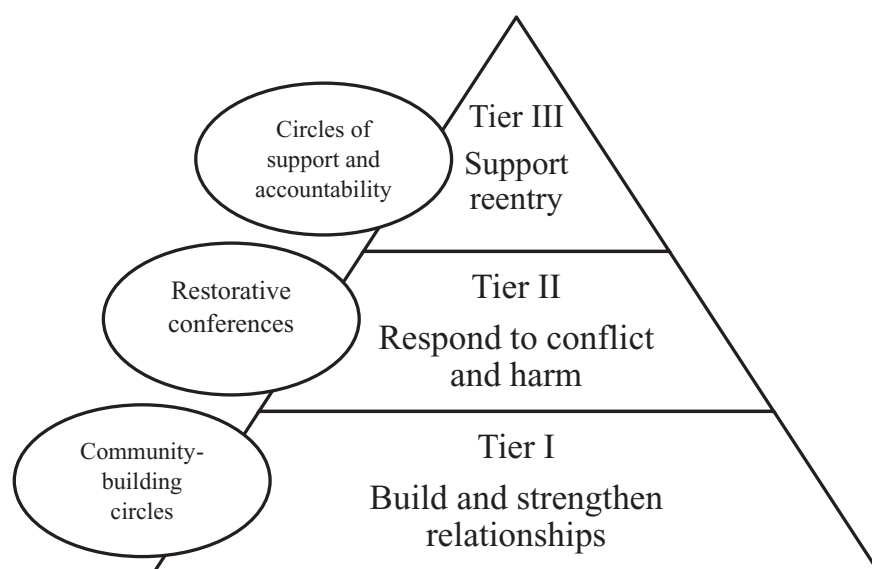 Circles of
support and
accountability
Tier III
Support
reentry
Restorative
conferences
Tier II
Respond to conflict
and harm
Community-
building
circles
Tier I
Build and strengthen
relationships